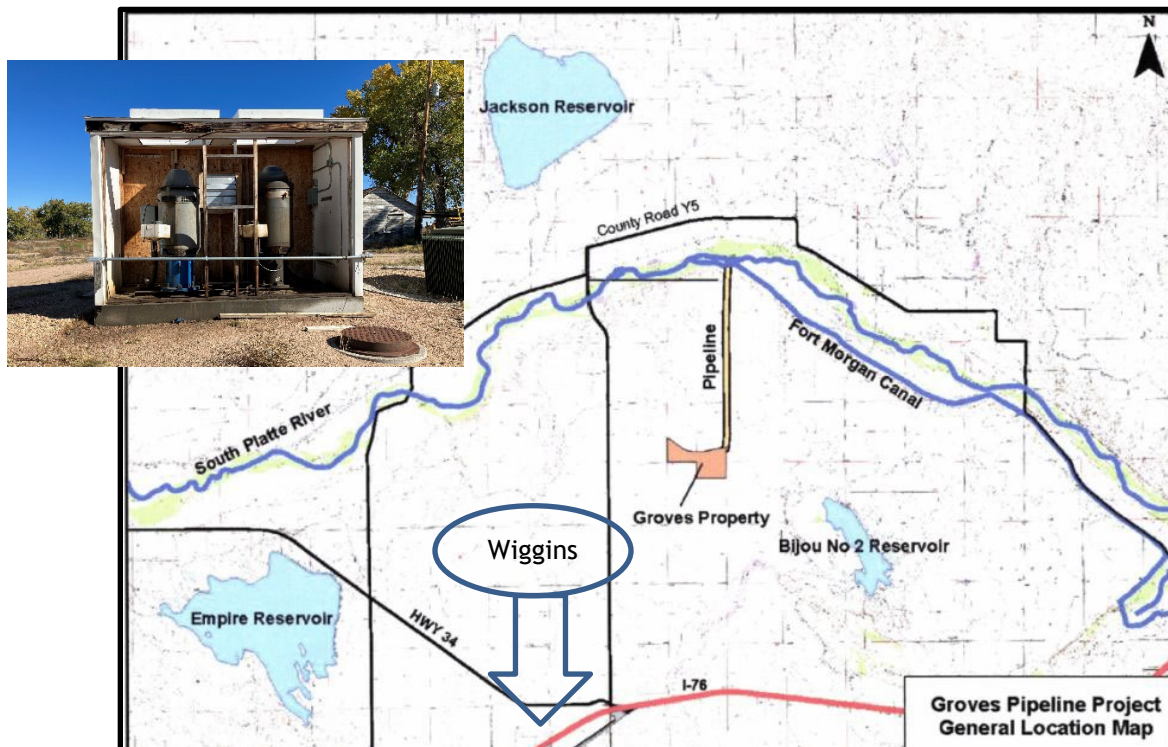 N
Jackson Reservoir
County Road Y5
Pipeline
Fort Morgan Canal
South Platte River
Groves Property
Wiggins
Bijou No 2 Reservoir
Empire Reservoir
HWY 34
I-76
Groves Pipeline Project
General Location Map